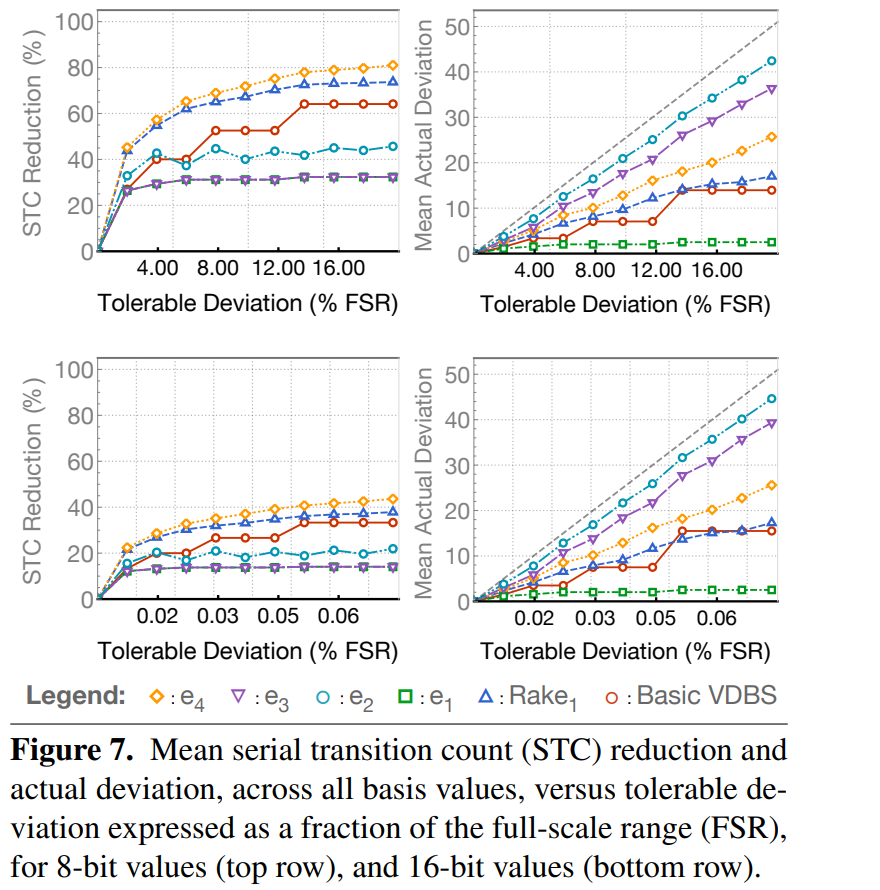 STC Reduction (%)
100
80
60
40
20
0
4.00 8.00 12.00 16.00
Tolerable Deviation (% FSR)
Mean Actual Deviation
50
40
30
20
10
0
4.00 8.00 12.00 16.00
Tolerable Deviation (% FSR)
STC Reduction (%)
100
80
60
40
20
0
0.02 0.03 0.05 0.06
Tolerable Deviation (% FSR)
Mean Actual Deviation
50
40
30
20
10
0
0.02 0.03 0.05 0.06
Tolerable Deviation (% FSR)
Legend: : e4 : e3 : e2 : e1 : Rake1 : Basic VDBS
Figure 7. Mean serial transition count (STC) reduction and
actual deviation, across all basis values, versus tolerable de-
viation expressed as a fraction of the full-scale range (FSR),
for 8-bit values (top row), and 16-bit values (bottom row).